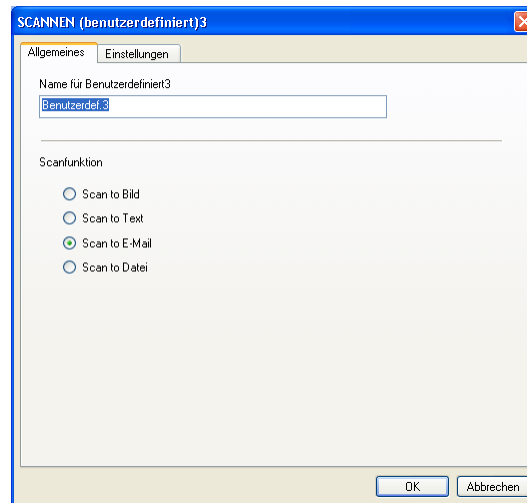 SCANNEN (benutzerdefiniert)3
Allgemeines Einstellungen
Name für Benutzerdefiniert3
Benutzerdef.3
Scanfunktion
Scan to Bild
Scan to Text
Scan to E-Mail
Scan to Datei
OK Abbrechen